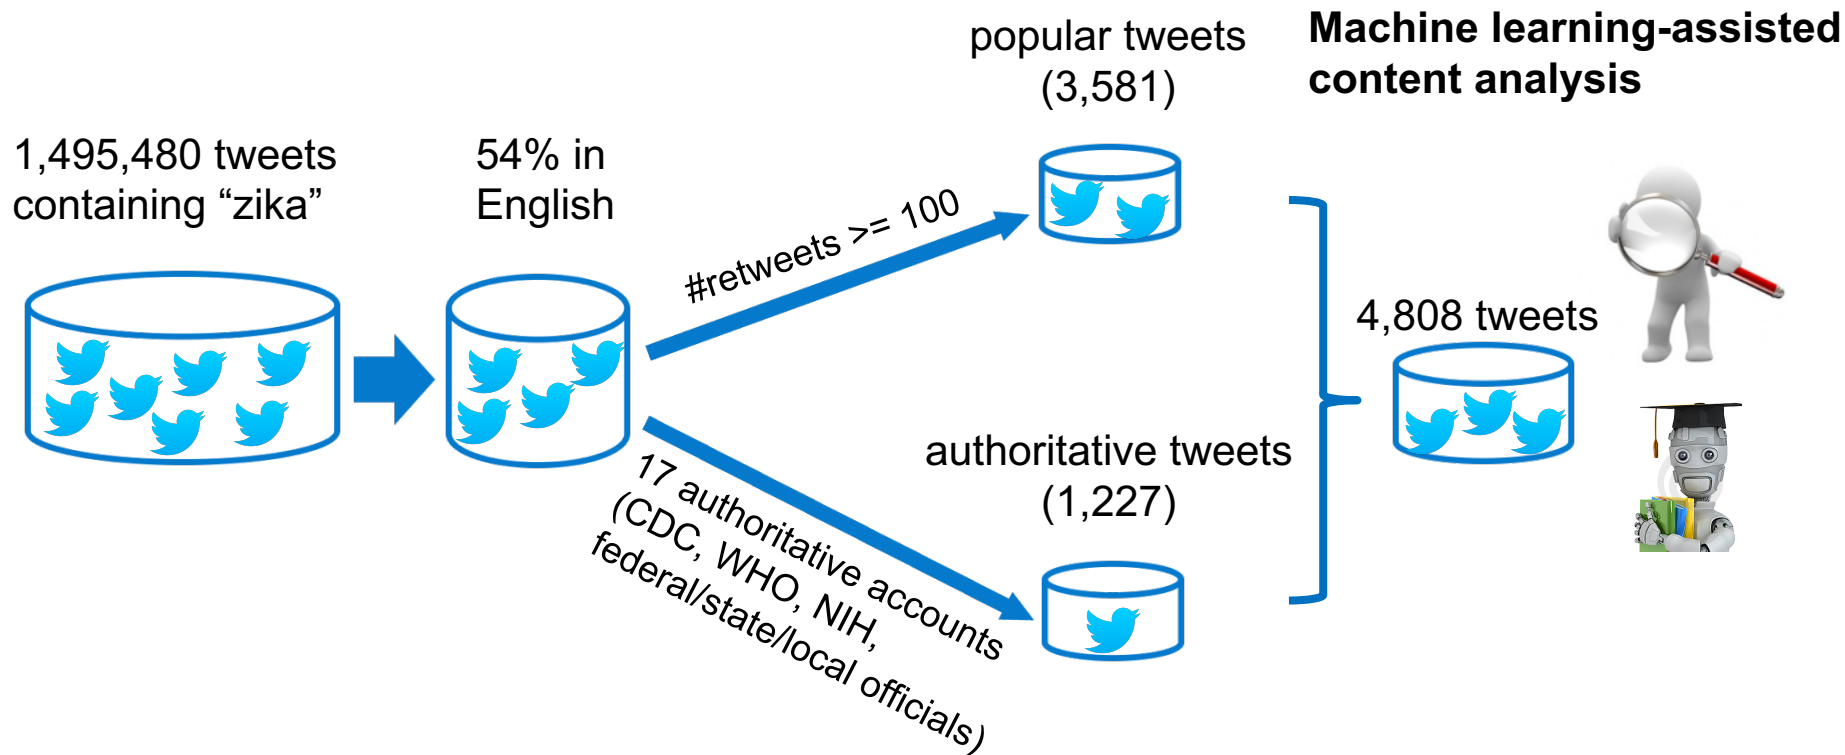 1,495,480 tweets
containing “zika”
54% in
English
#retweets >= 100
popular tweets
(3,581)
17 authoritative accounts
(CDC, WHO, NIH,
federal/state/local officials)
authoritative tweets
(1,227)
Machine learning-assisted
content analysis
4,808 tweets